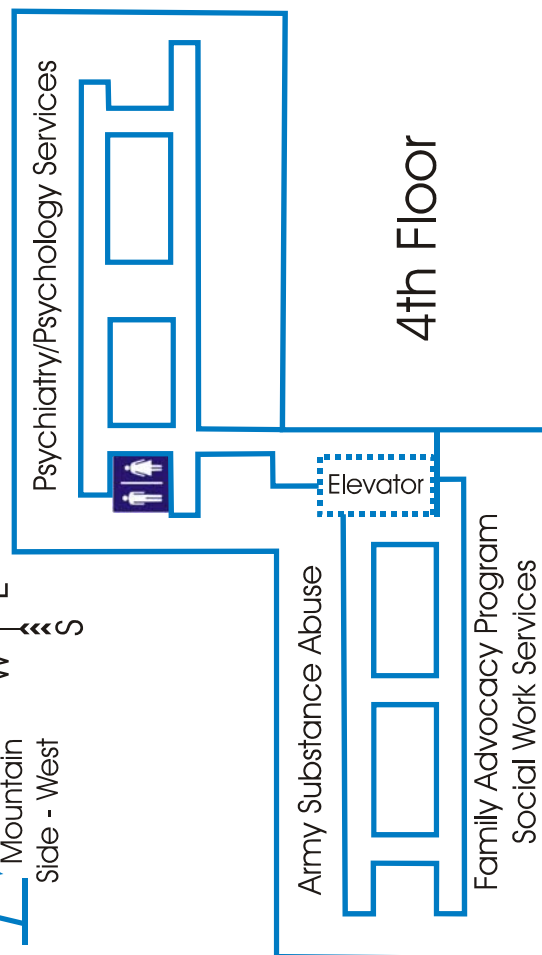 Psychiatry/Psychology Services
4th Floor
Elevator
Army Substance Abuse
Family Advocacy Program
Social Work Services
W
S
Mountain
Side - West